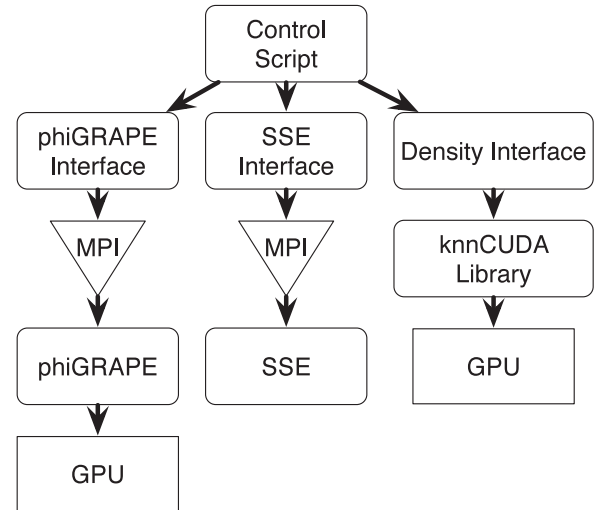 Control
Script
phiGRAPE
Interface
SSE
Interface
Density Interface
MPI
MPI
knnCUDA
Library
phiGRAPE
SSE
GPU
GPU